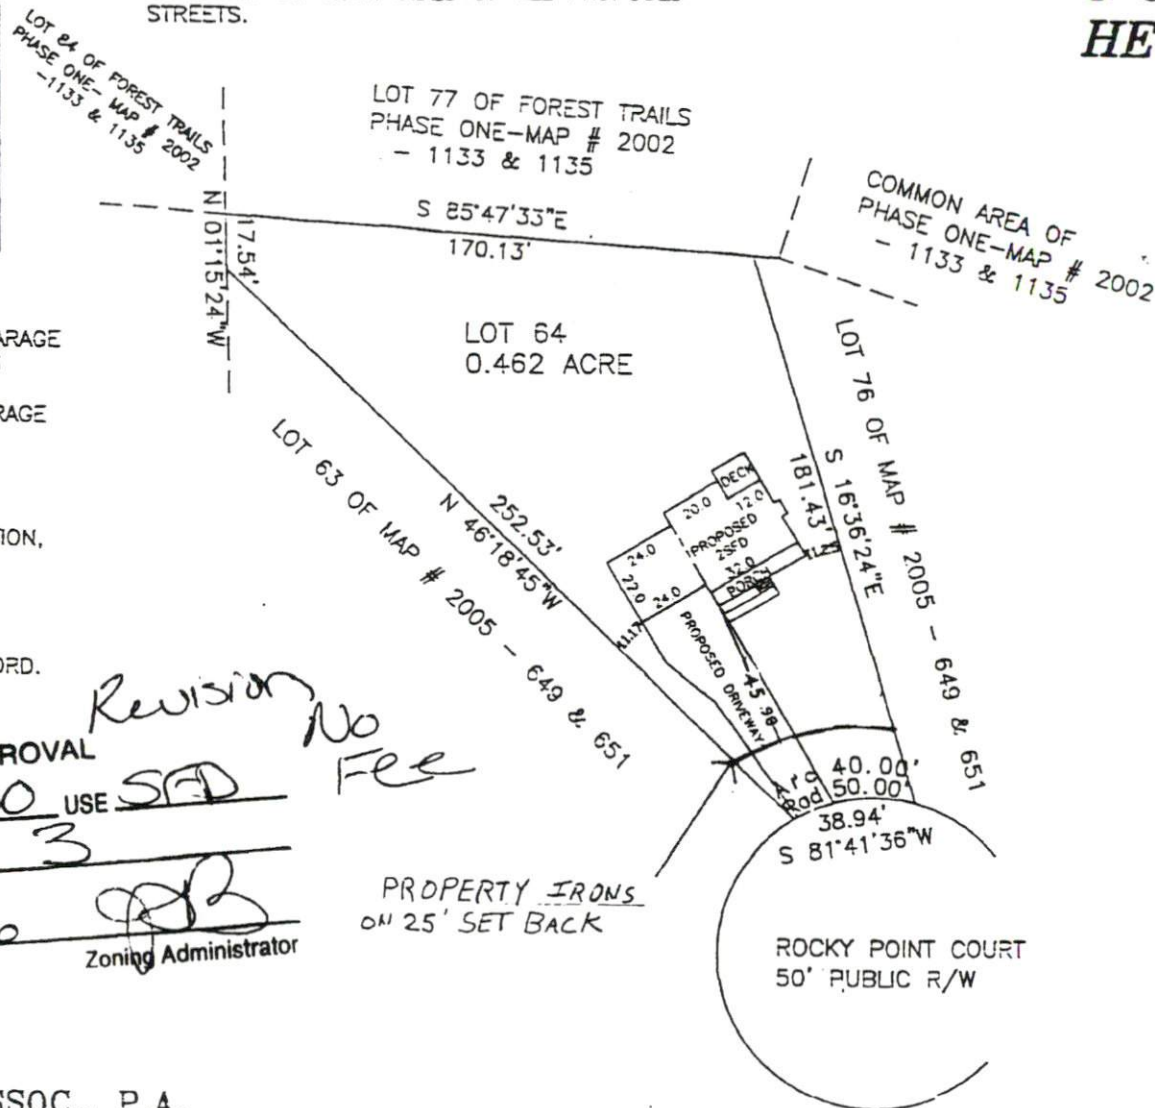 STREETS.
HE
LOT 84 OF FOREST TRAILS
PHASE ONE- MAP # 2002
-1133 & 1135
LOT 77 OF FOREST TRAILS
PHASE ONE-MAP # 2002
- 1133 & 1135
COMMON AREA OF
PHASE ONE-MAP # 2002
- 1133 & 1135
N 01°15'24"W
17.54'
S 85°47'33"E
170.13'
LOT 64
0.462 ACRE
ARAGE
RAGE
TION,
ORD.
LOT 63 OF MAP # 2005 - 649 & 651
252.53'
N 46°18'45"W
LOT 76 OF MAP # 2005 - 649 & 651
S 16°36'24"E
181.43'
DECK
20.0
12.0
PROPOSED
24.0
22.0
24.0
32.0
11.17
PROPOSED DRIVEWAY
45.98
Revision
No
Fee
ROVAL
USE SFD
3
Zoning Administrator
PROPERTY IRONS
ON 25' SET BACK
Arc 40.00'
Rad 50.00'
38.94'
S 81°41'36"W
ROCKY POINT COURT
50' PUBLIC R/W
SSOC., P.A.